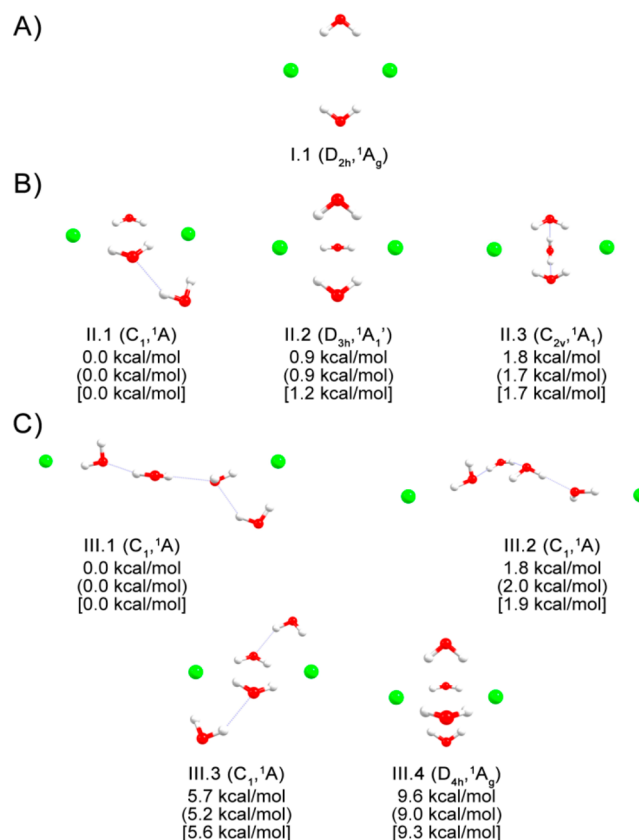 A)
I.1 (D2h,1Ag)
B)
II.1 (C1,1A)
0.0 kcal/mol
(0.0 kcal/mol)
[0.0 kcal/mol]
II.2 (D3h,1A1')
0.9 kcal/mol
(0.9 kcal/mol)
[1.2 kcal/mol]
II.3 (C2v,1A1)
1.8 kcal/mol
(1.7 kcal/mol)
[1.7 kcal/mol]
C)
III.1 (C1,1A)
0.0 kcal/mol
(0.0 kcal/mol)
[0.0 kcal/mol]
III.2 (C1,1A)
1.8 kcal/mol
(2.0 kcal/mol)
[1.9 kcal/mol]
III.3 (C1,1A)
5.7 kcal/mol
(5.2 kcal/mol)
[5.6 kcal/mol]
III.4 (D4h,1Ag)
9.6 kcal/mol
(9.0 kcal/mol)
[9.3 kcal/mol]